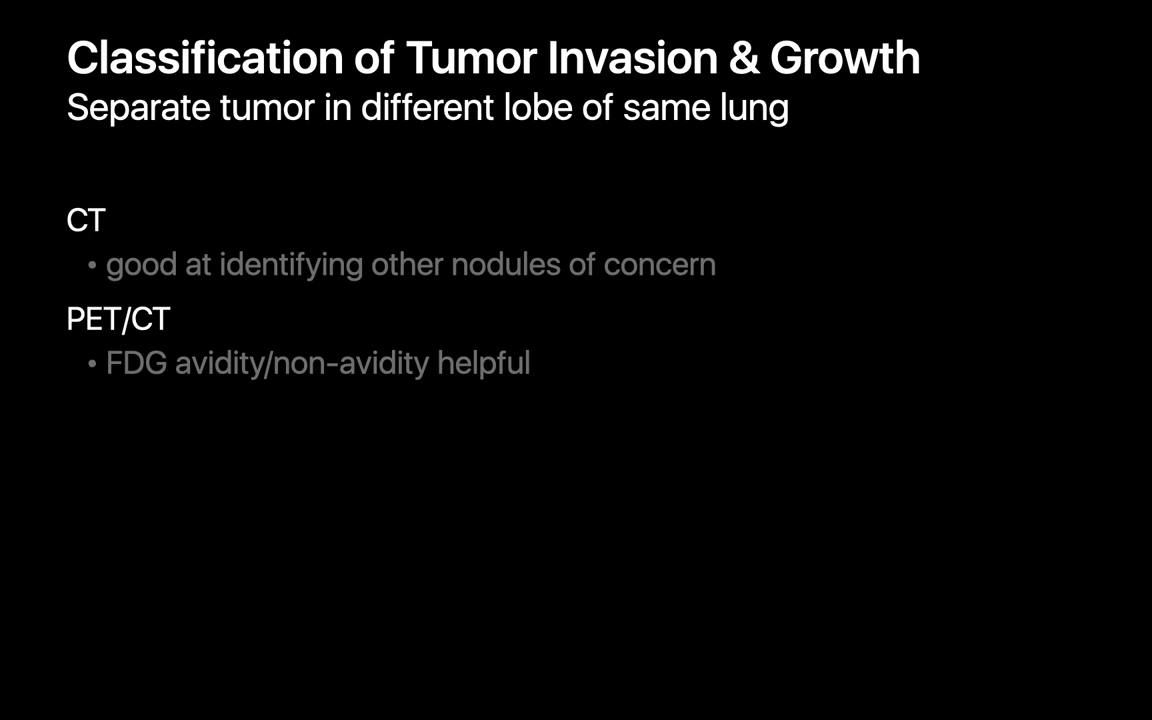 Classification of Tumor Invasion & Growth
Separate tumor in different lobe of same lung
CT
• good at identifying other nodules of concern
PET/CT
• FDG avidity/non-avidity helpful